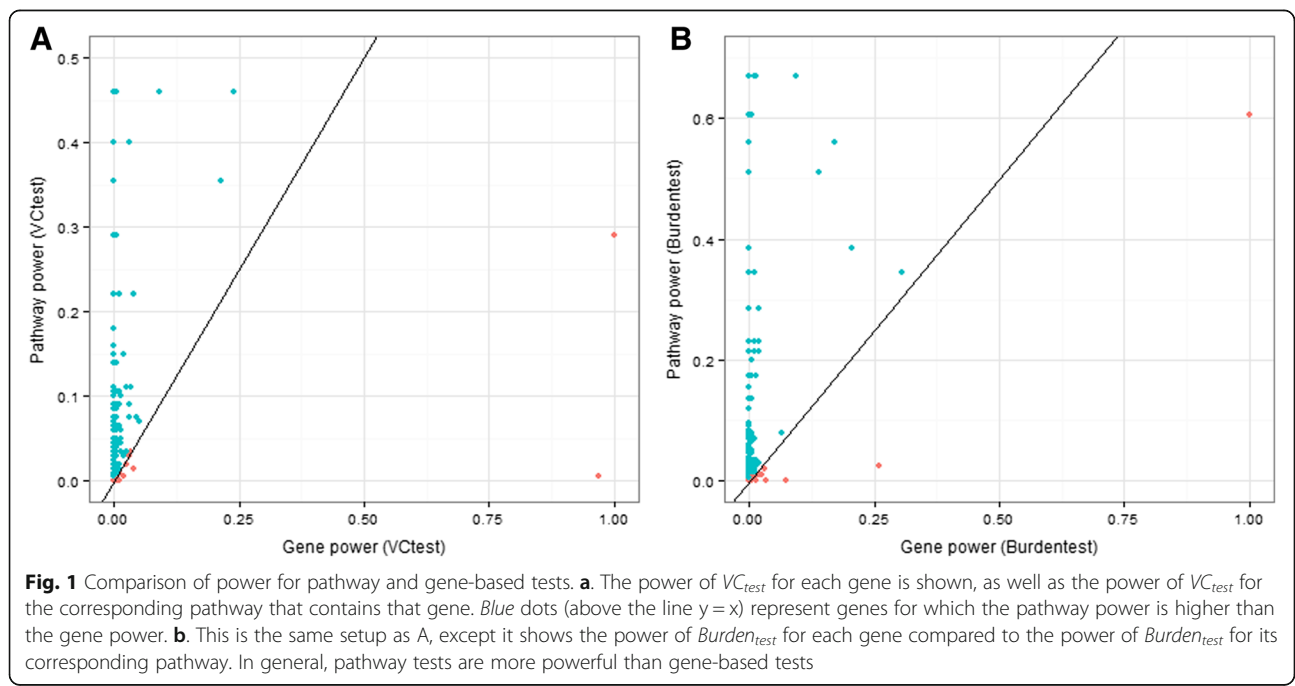 A
0.5
0.4
0.3
0.2
0.1
0.0
Pathway power (VCtest)
0.00 0.25 0.50 0.75 1.00
Gene power (VCtest)
B
0.6
0.4
0.2
0.0
Pathway power (Burdentest)
0.00 0.25 0.50 0.75 1.00
Gene power (Burdentest)
Fig. 1 Comparison of power for pathway and gene-based tests. a. The power of VCtest for each gene is shown, as well as the power of VCtest for
the corresponding pathway that contains that gene. Blue dots (above the line y = x) represent genes for which the pathway power is higher than
the gene power. b. This is the same setup as A, except it shows the power of Burdentest for each gene compared to the power of Burdentest for its
corresponding pathway. In general, pathway tests are more powerful than gene-based tests